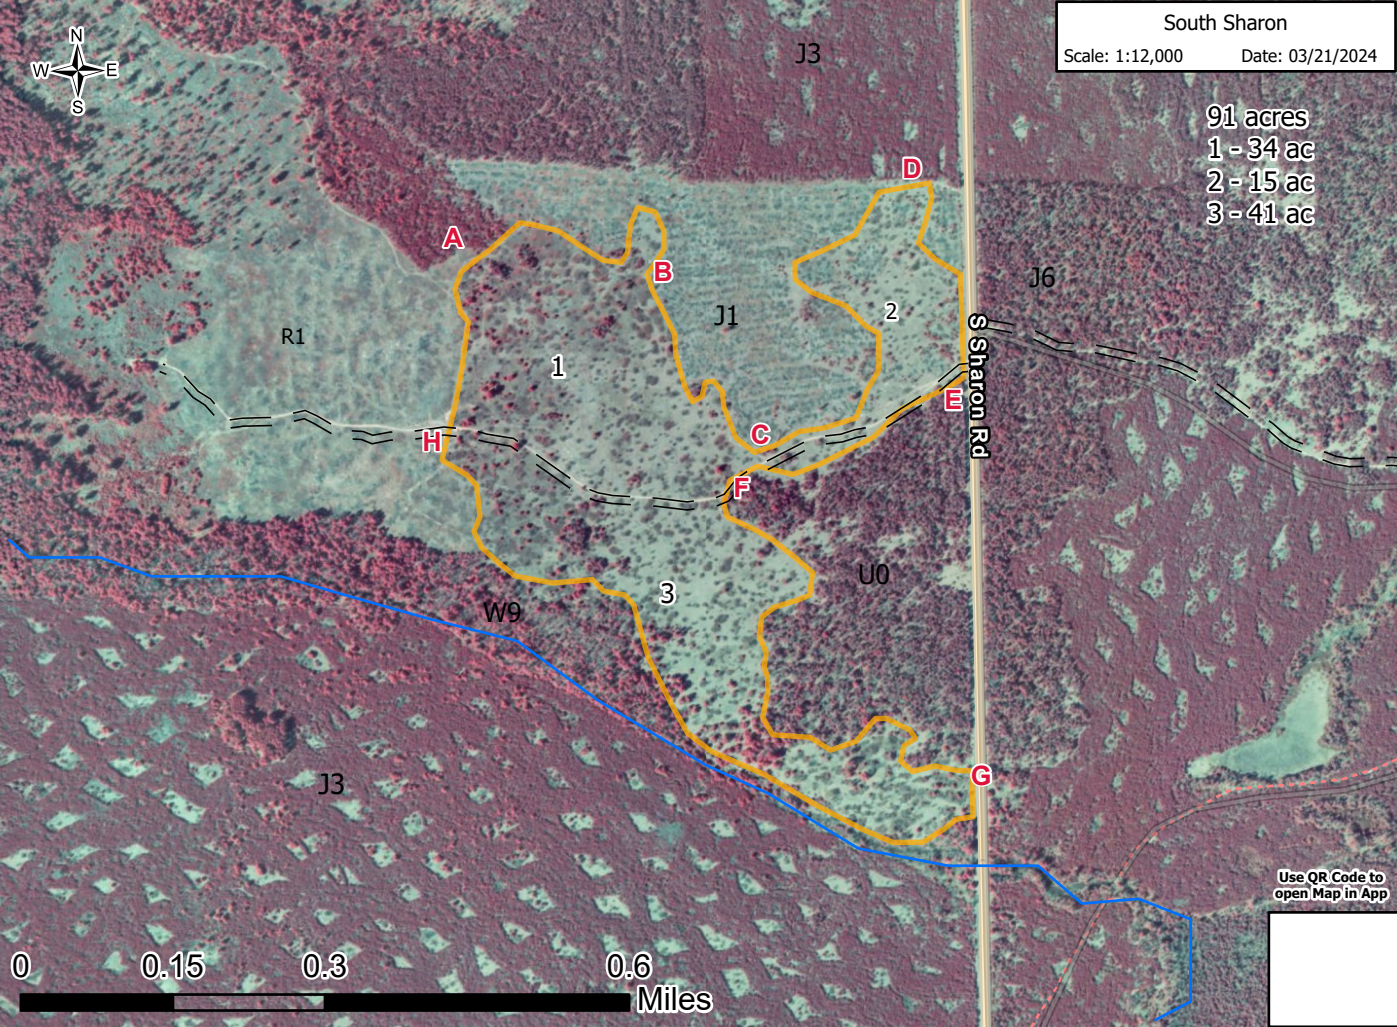 South Sharon
Scale: 1:12,000 Date: 03/21/2024
N
W E
S
J3
91 acres
1 - 34 ac
2 - 15 ac
3 - 41 ac
D
A
B
J6
J1
2
R1
S Sharon Rd
1
E
C
H
F
U0
3
W9
G
J3
Use QR Code to
open Map in App
0 0.15 0.3 0.6
Miles